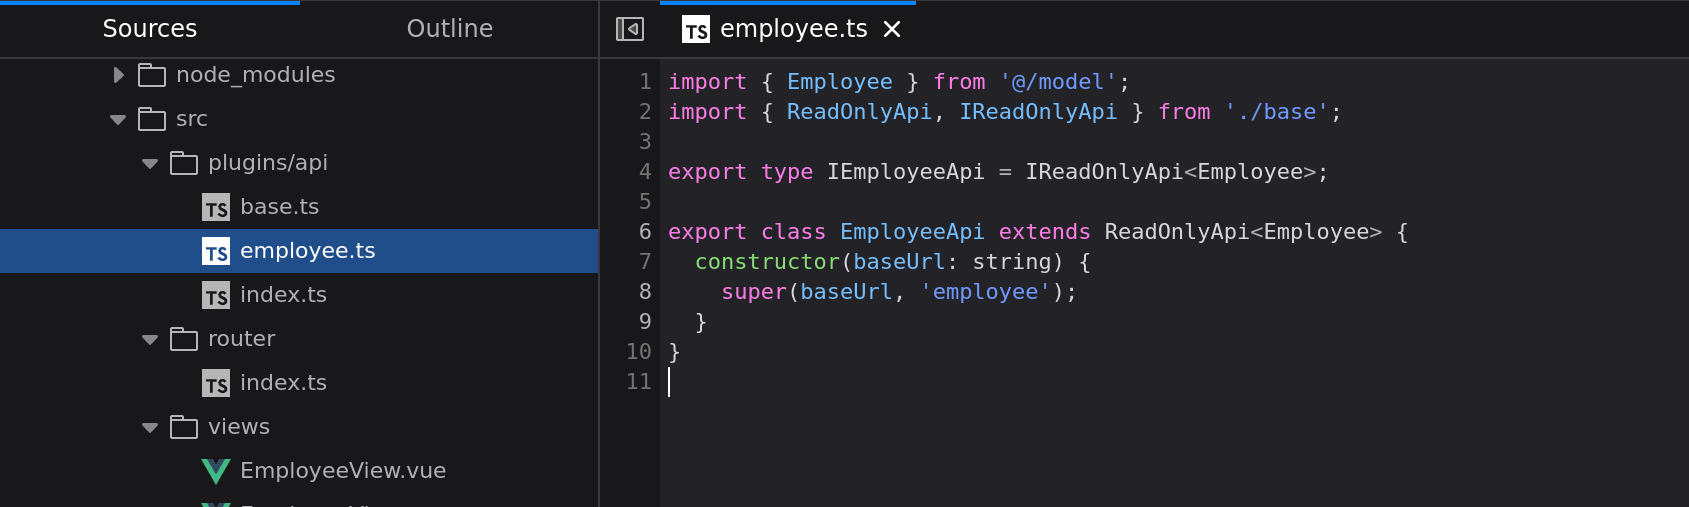 Sources
Outline
node_modules
src
plugins/api
TS base.ts
TS employee.ts
TS index.ts
router
TS index.ts
views
EmployeeView.vue
TS employee.ts
1 import { Employee } from '@/model';
2 import { ReadOnlyApi, IReadOnlyApi } from './base';
3
4 export type IEmployeeApi = IReadOnlyApi<Employee>;
5
6 export class EmployeeApi extends ReadOnlyApi<Employee> {
7   constructor(baseUrl: string) {
8     super(baseUrl, 'employee');
9   }
10 }
11